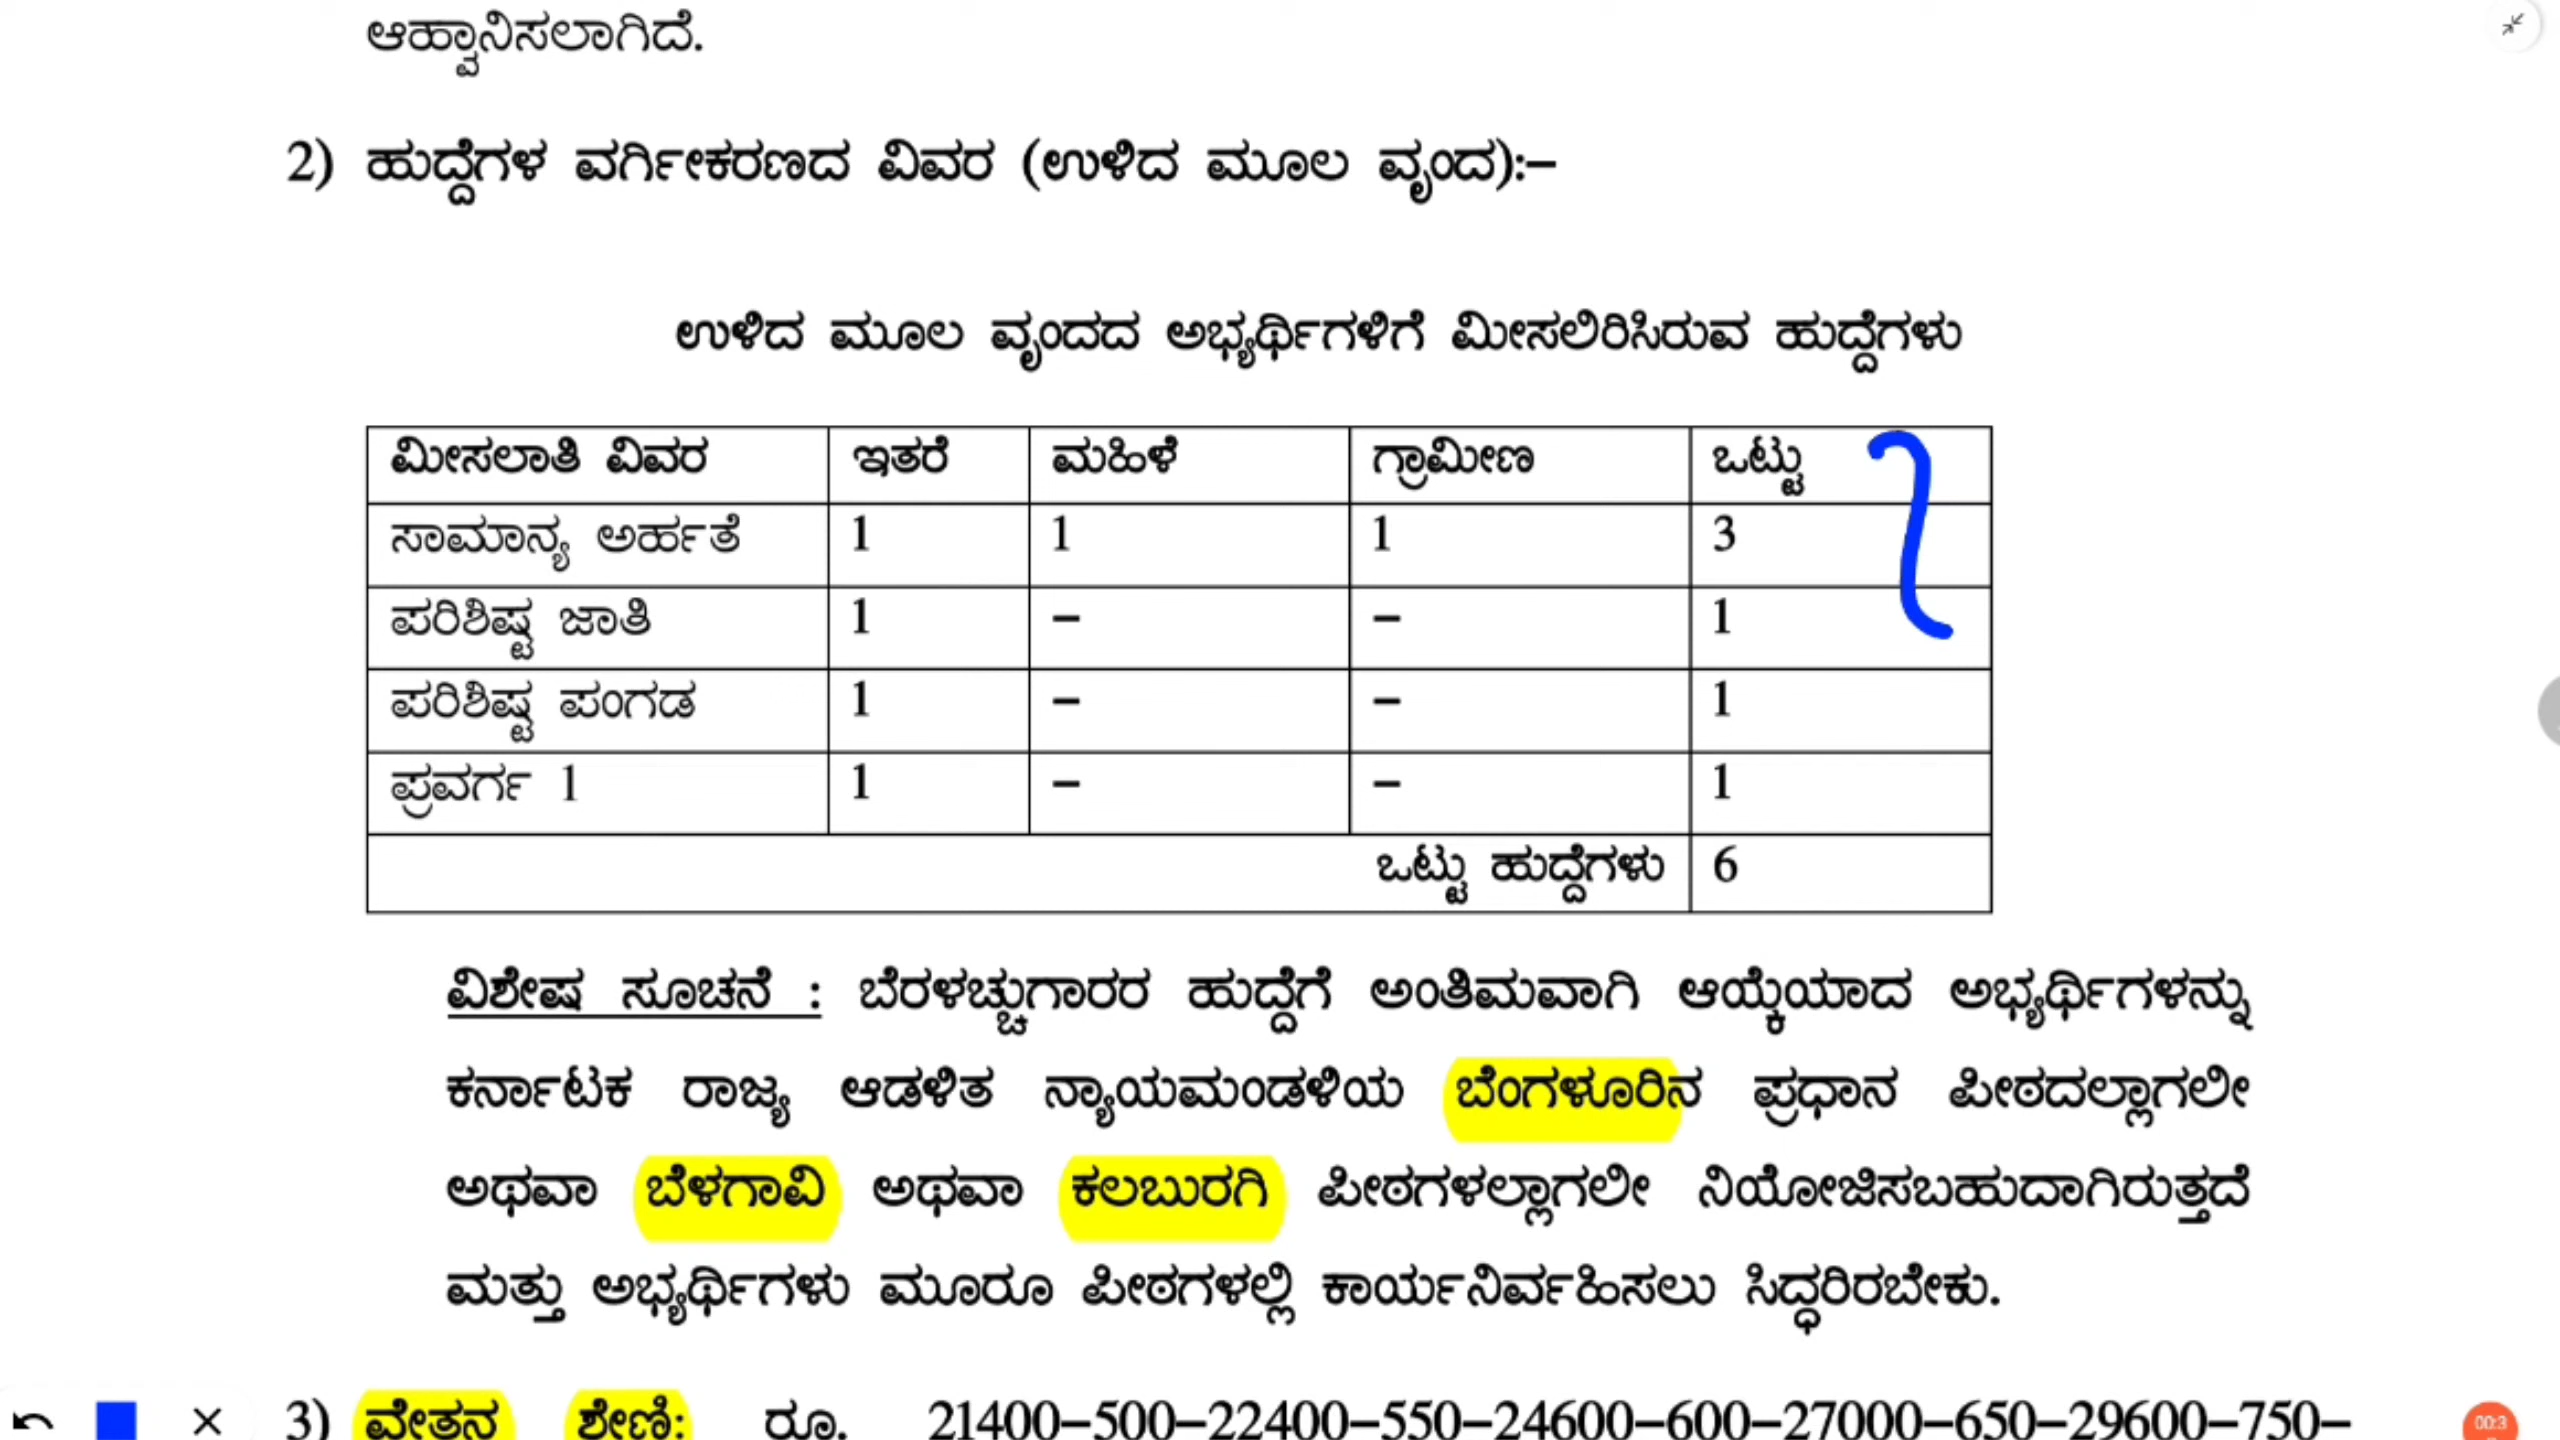 ಆಹ್ವಾನಿಸಲಾಗಿದೆ.
2) ಹುದ್ದೆಗಳ ವರ್ಗೀಕರಣದ ವಿವರ (ಉಳಿದ ಮೂಲ ವೃಂದ):–
ಉಳಿದ ಮೂಲ ವೃಂದದ ಅಭ್ಯರ್ಥಿಗಳಿಗೆ ಮೀಸಲಿರಿಸಿರುವ ಹುದ್ದೆಗಳು
ಮೀಸಲಾತಿ ವಿವರ ಇತರೆ ಮಹಿಳೆ ಗ್ರಾಮೀಣ ಒಟ್ಟು
ಸಾಮಾನ್ಯ ಅರ್ಹತೆ 1 1 1 3
ಪರಿಶಿಷ್ಟ ಜಾತಿ 1 – – 1
ಪರಿಶಿಷ್ಟ ಪಂಗಡ 1 – – 1
ಪ್ರವರ್ಗ 1 1 – – 1
ಒಟ್ಟು ಹುದ್ದೆಗಳು 6
ವಿಶೇಷ ಸೂಚನೆ : ಬೆರಳಚ್ಚುಗಾರರ ಹುದ್ದೆಗೆ ಅಂತಿಮವಾಗಿ ಆಯ್ಕೆಯಾದ ಅಭ್ಯರ್ಥಿಗಳನ್ನು
ಕರ್ನಾಟಕ ರಾಜ್ಯ ಆಡಳಿತ ನ್ಯಾಯಮಂಡಳಿಯ ಬೆಂಗಳೂರಿನ ಪ್ರಧಾನ ಪೀಠದಲ್ಲಾಗಲೀ
ಅಥವಾ ಬೆಳಗಾವಿ ಅಥವಾ ಕಲಬುರಗಿ ಪೀಠಗಳಲ್ಲಾಗಲೀ ನಿಯೋಜಿಸಬಹುದಾಗಿರುತ್ತದೆ
ಮತ್ತು ಅಭ್ಯರ್ಥಿಗಳು ಮೂರೂ ಪೀಠಗಳಲ್ಲಿ ಕಾರ್ಯನಿರ್ವಹಿಸಲು ಸಿದ್ಧರಿರಬೇಕು.
3) ವೇತನ ಶ್ರೇಣಿ: ರೂ. 21400–500–22400–550–24600–600–27000–650–29600–750–
00:3